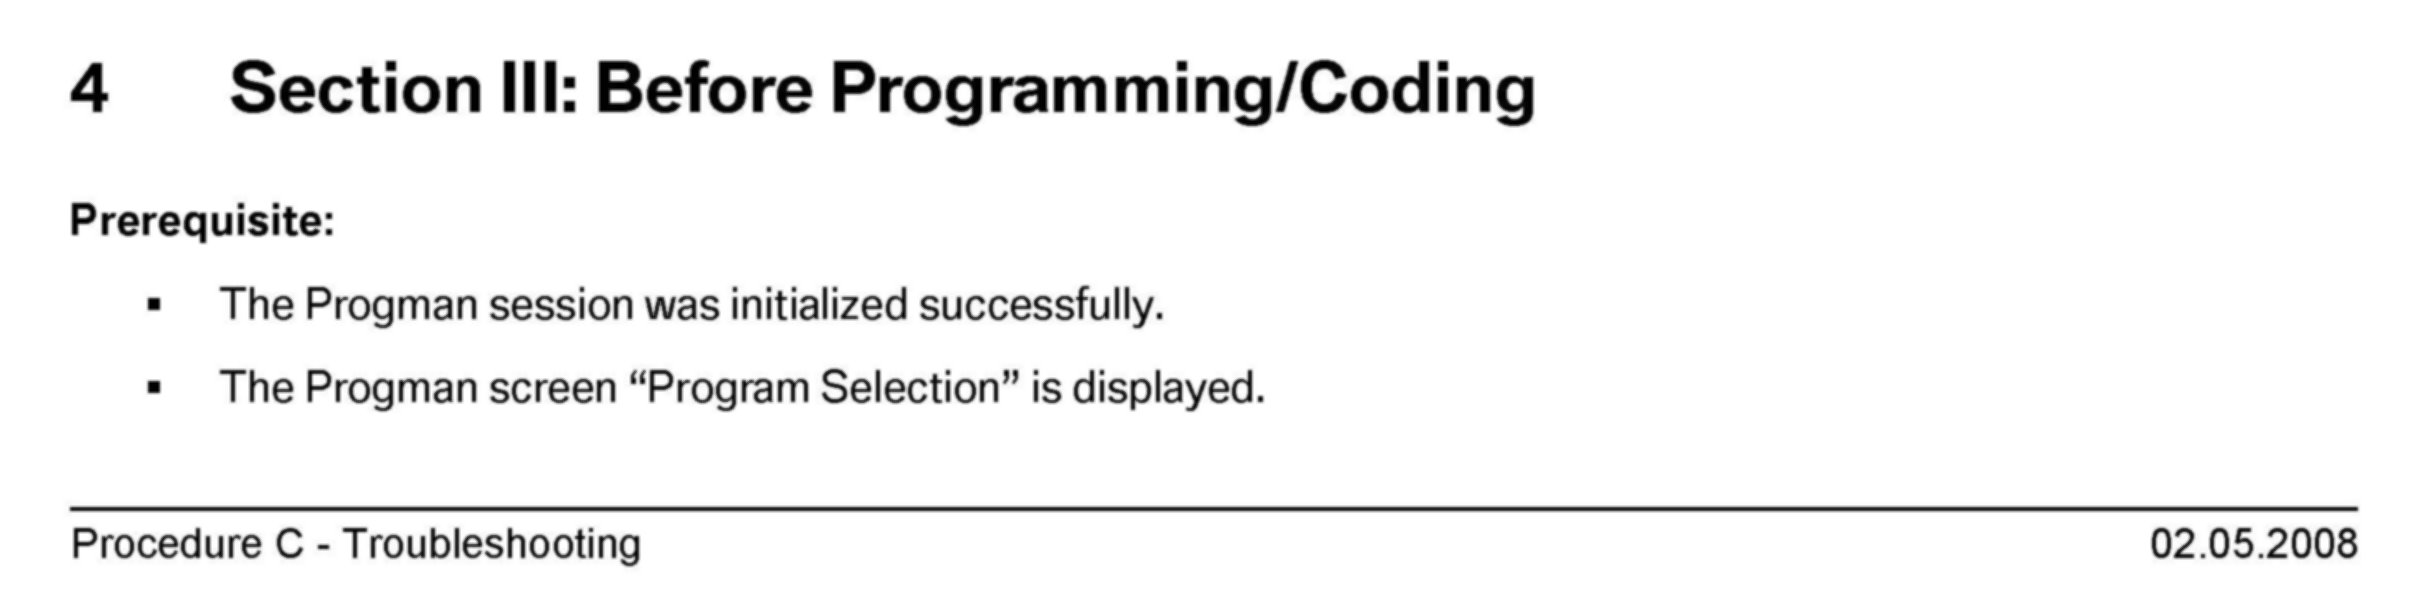 4 Section III: Before Programming/Coding
Prerequisite:
▪ The Progman session was initialized successfully.
▪ The Progman screen “Program Selection” is displayed.
Procedure C - Troubleshooting 02.05.2008